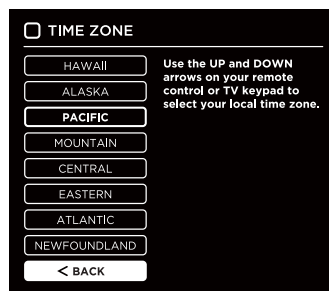 TIME ZONE
HAWAII
ALASKA
PACIFIC
MOUNTAIN
CENTRAL
EASTERN
ATLANTIC
NEWFOUNDLAND
< BACK
Use the UP and DOWN
arrows on your remote
control or TV keypad to
select your local time zone.